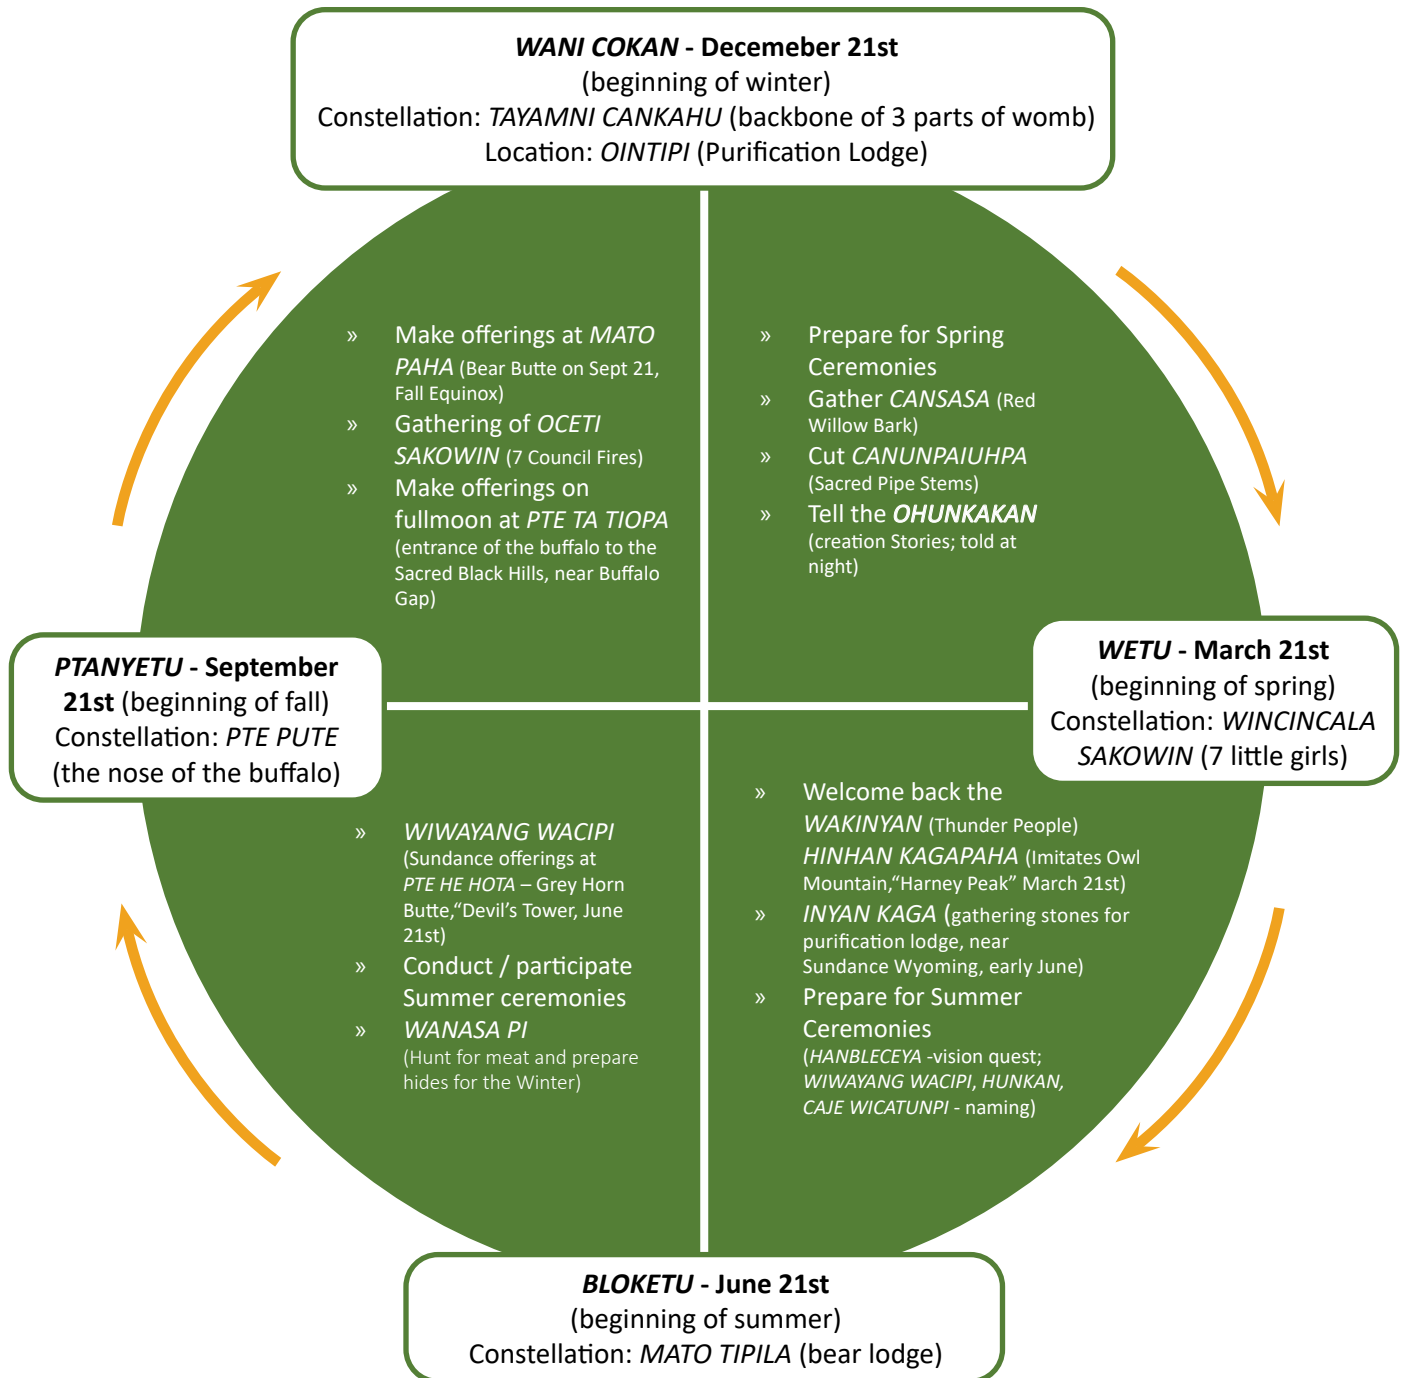 WANI COKAN - Decemeber 21st
(beginning of winter)
Constellation: TAYAMNI CANKAHU (backbone of 3 parts of womb)
Location: OINTIPI (Purification Lodge)
» Make offerings at MATO
PAHA (Bear Butte on Sept 21,
Fall Equinox)
» Gathering of OCETI
SAKOWIN (7 Council Fires)
» Make offerings on
fullmoon at PTE TA TIOPA
(entrance of the buffalo to the
Sacred Black Hills, near Buffalo
Gap)
» Prepare for Spring
Ceremonies
» Gather CANSASA (Red
Willow Bark)
» Cut CANUNPAIUHPA
(Sacred Pipe Stems)
» Tell the OHUNKAKAN
(creation Stories; told at
night)
PTANYETU - September
21st (beginning of fall)
Constellation: PTE PUTE
(the nose of the buffalo)
WETU - March 21st
(beginning of spring)
Constellation: WINCINCALA
SAKOWIN (7 little girls)
» WIWAYANG WACIPI
(Sundance offerings at
PTE HE HOTA – Grey Horn
Butte,“Devil’s Tower, June
21st)
» Conduct / participate
Summer ceremonies
» WANASA PI
(Hunt for meat and prepare
hides for the Winter)
» Welcome back the
WAKINYAN (Thunder People)
HINHAN KAGAPAHA (Imitates Owl
Mountain,“Harney Peak” March 21st)
» INYAN KAGA (gathering stones for
purification lodge, near
Sundance Wyoming, early June)
» Prepare for Summer
Ceremonies
(HANBLECEYA -vision quest;
WIWAYANG WACIPI, HUNKAN,
CAJE WICATUNPI - naming)
BLOKETU - June 21st
(beginning of summer)
Constellation: MATO TIPILA (bear lodge)